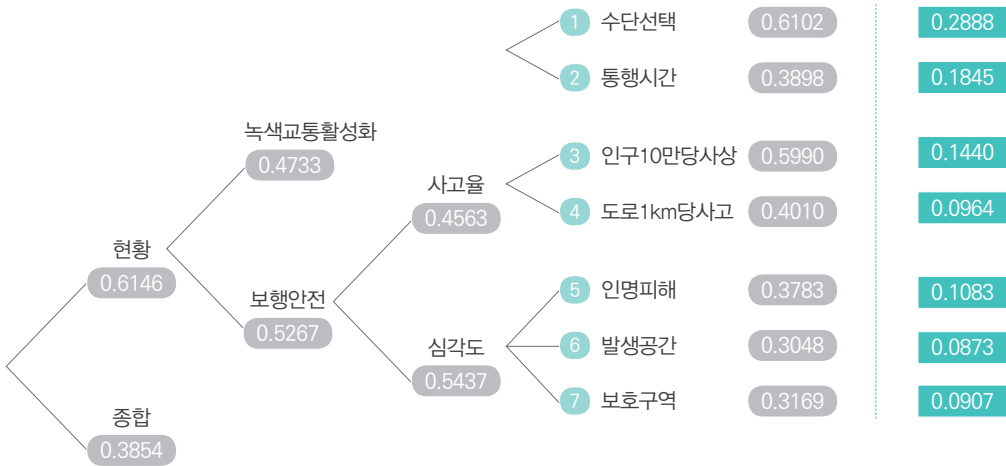 1 수단선택 0.6102 0.2888
2 통행시간 0.3898 0.1845
녹색교통활성화
0.4733
3 인구10만당사상 0.5990 0.1440
사고율
0.4563
4 도로1km당사고 0.4010 0.0964
현황
0.6146
5 인명피해 0.3783 0.1083
보행안전
0.5267
6 발생공간 0.3048 0.0873
심각도
0.5437
7 보호구역 0.3169 0.0907
종합
0.3854